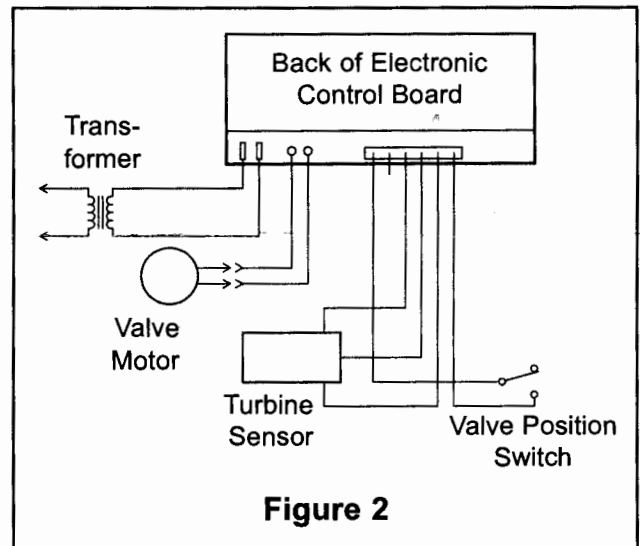 Back of Electronic
Control Board
Trans-
former
Valve
Motor
Turbine
Sensor
Valve Position
Switch
Figure 2